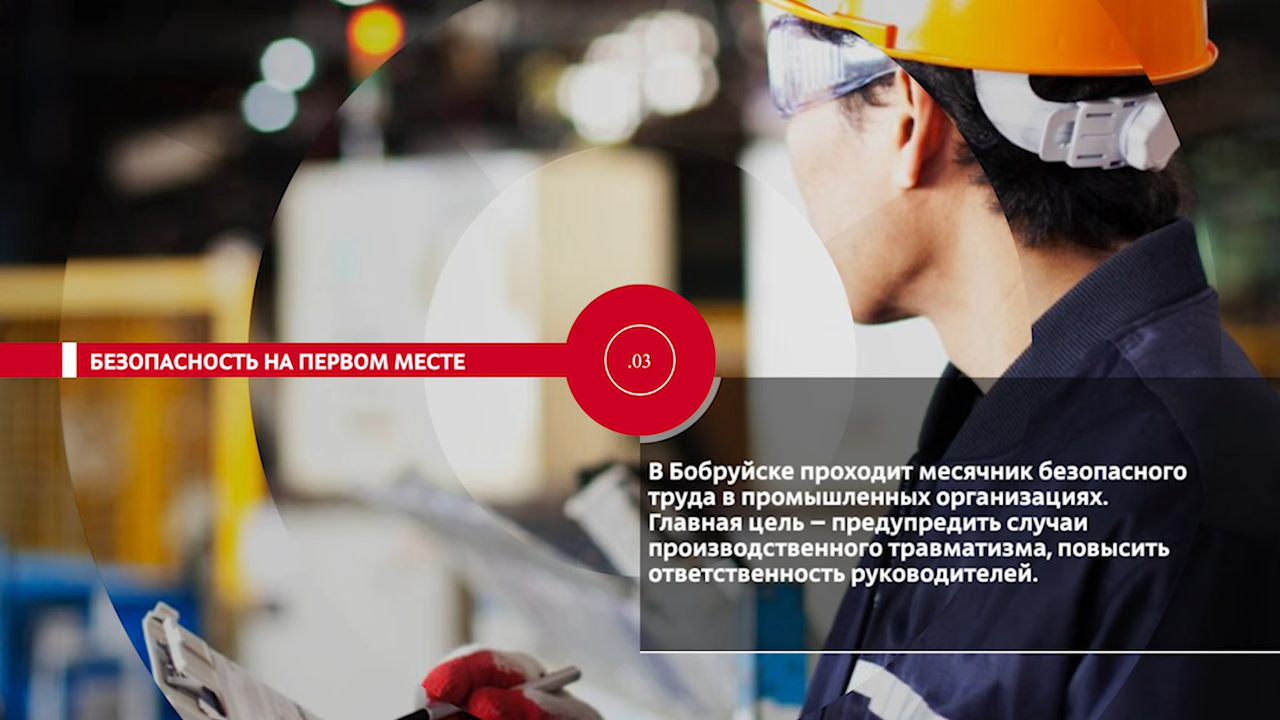 БЕЗОПАСНОСТЬ НА ПЕРВОМ МЕСТЕ
.03
В Бобруйске проходит месячник безопасного
труда в промышленных организациях.
Главная цель – предупредить случаи
производственного травматизма, повысить
ответственность руководителей.